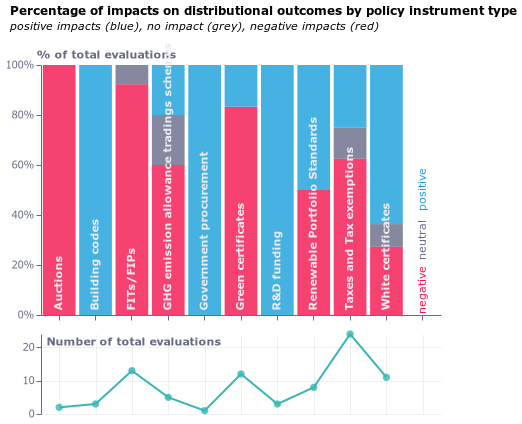 Percentage of impacts on distributional outcomes by policy instrument type
positive impacts (blue), no impact (grey), negative impacts (red)
% of total evaluations
100%
80%
60%
40%
20%
0%
Auctions
Building codes
FITs/FIPs
GHG emission allowance tradings schemes
Government procurement
Green certificates
R&D funding
Renewable Portfolio Standards
Taxes and Tax exemptions
White certificates
negative neutral positive
Number of total evaluations
20
10
0